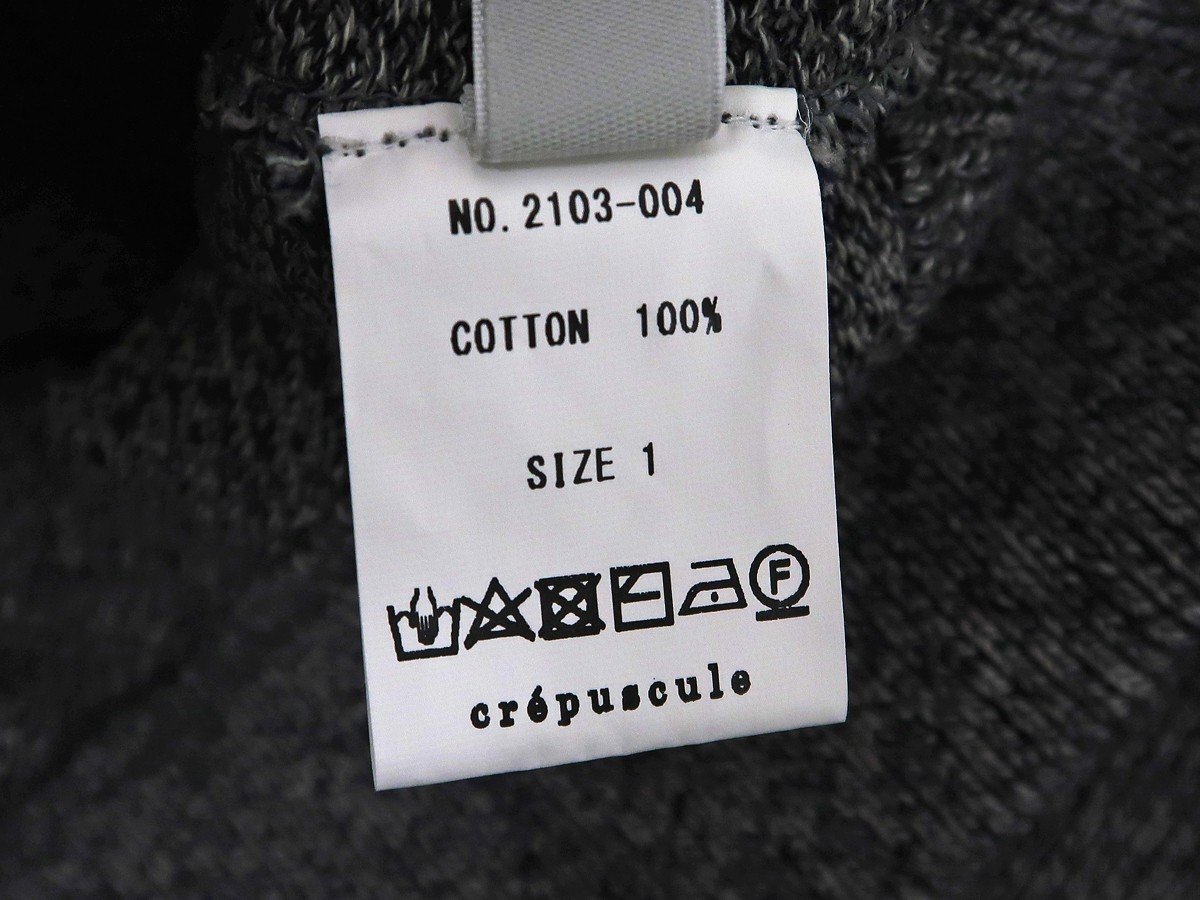 NO. 2103-004
COTTON 100%
SIZE 1
F
crépuscule